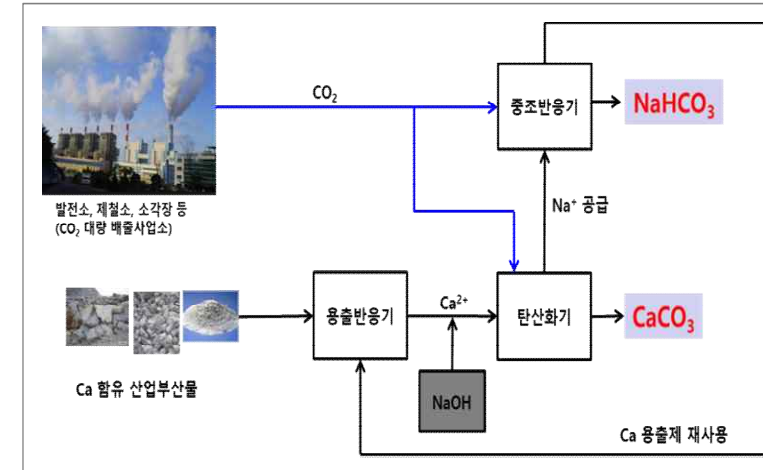 CO₂
중조반응기
NaHCO₃
발전소, 제철소, 소각장 등
(CO₂ 대량 배출사업소)
Na⁺ 공급
용출반응기
Ca²⁺
탄산화기
CaCO₃
Ca 함유 산업부산물
NaOH
Ca 용출제 재사용